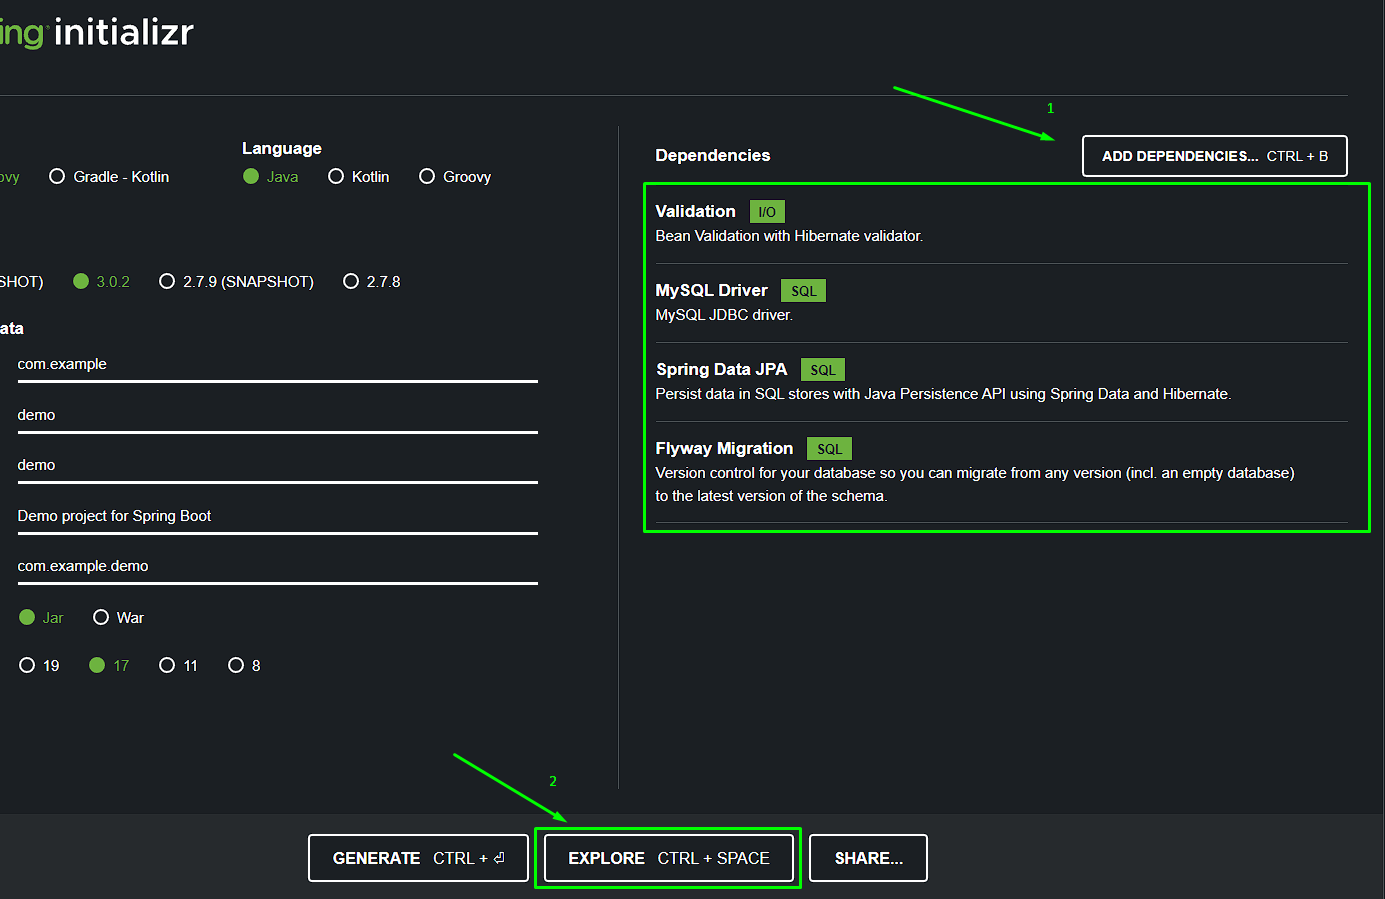 ing initializr
1
Language
Dependencies
ADD DEPENDENCIES... CTRL + B
ovy Gradle - Kotlin Java Kotlin Groovy
Validation I/O
Bean Validation with Hibernate validator.
SHOT) 3.0.2 2.7.9 (SNAPSHOT) 2.7.8
MySQL Driver SQL
MySQL JDBC driver.
ata
com.example
Spring Data JPA SQL
Persist data in SQL stores with Java Persistence API using Spring Data and Hibernate.
demo
Flyway Migration SQL
Version control for your database so you can migrate from any version (incl. an empty database)
to the latest version of the schema.
demo
Demo project for Spring Boot
com.example.demo
Jar War
19 17 11 8
2
GENERATE CTRL + ⏎
EXPLORE CTRL + SPACE
SHARE...